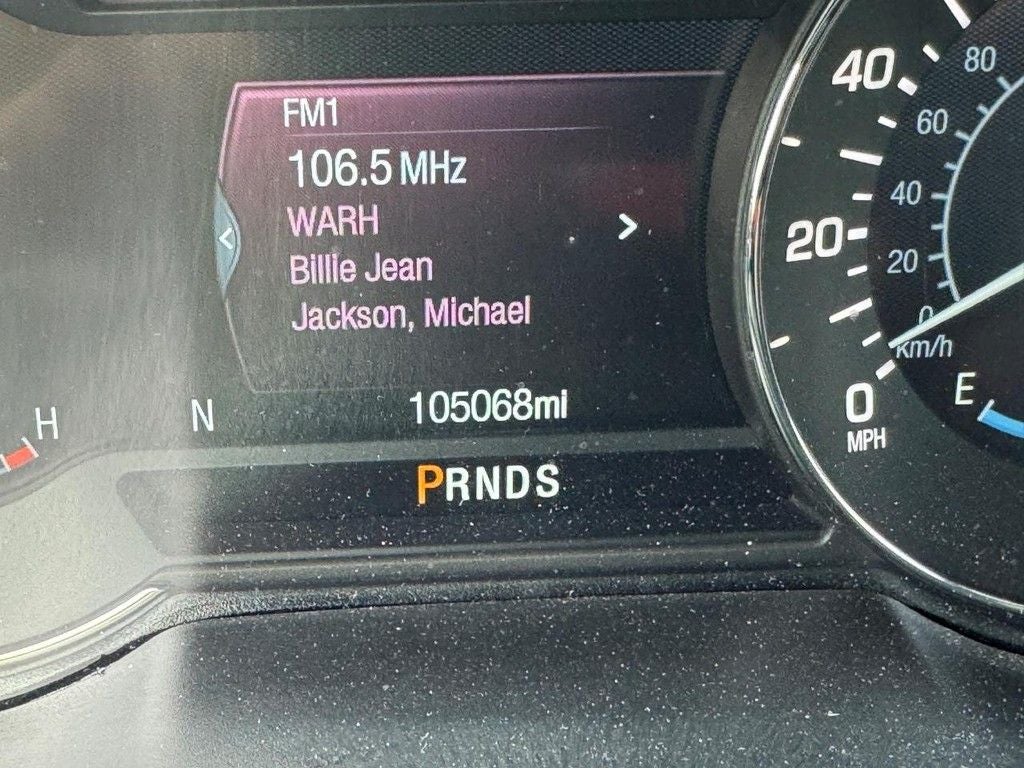 FM1
106.5 MHz
WARH
Billie Jean
Jackson, Michael
<
>
H
N
105068mi
PRNDS
40
20
0
MPH
80
60
40
20
0
km/h
E